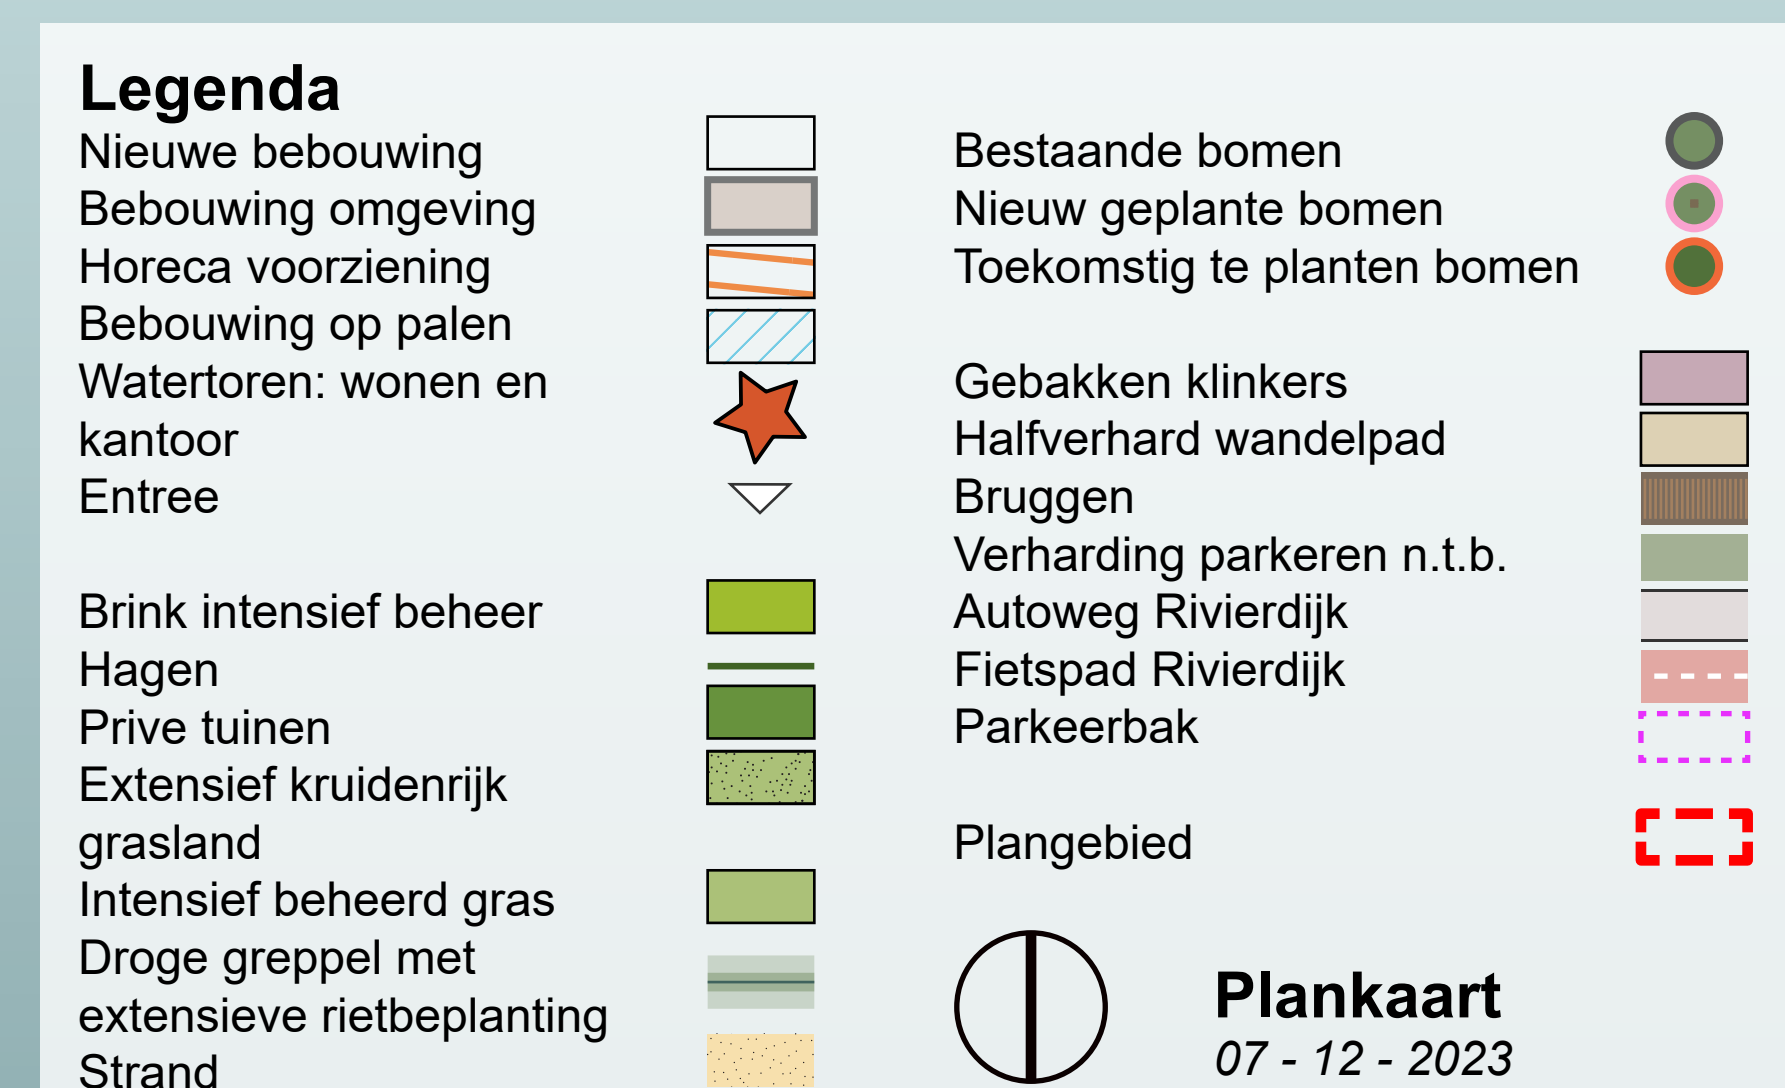 Legenda
Nieuwe bebouwing
Bebouwing omgeving
Horeca voorziening
Bebouwing op palen
Watertoren: wonen en
kantoor
Entree
Brink intensief beheer
Hagen
Prive tuinen
Extensief kruidenrijk
grasland
Intensief beheerd gras
Droge greppel met
extensieve rietbeplanting
Strand
Bestaande bomen
Nieuw geplante bomen
Toekomstig te planten bomen
Gebakken klinkers
Halfverhard wandelpad
Bruggen
Verharding parkeren n.t.b.
Autoweg Rivierdijk
Fietspad Rivierdijk
Parkeerbak
Plangebied
Plankaart
07 - 12 - 2023